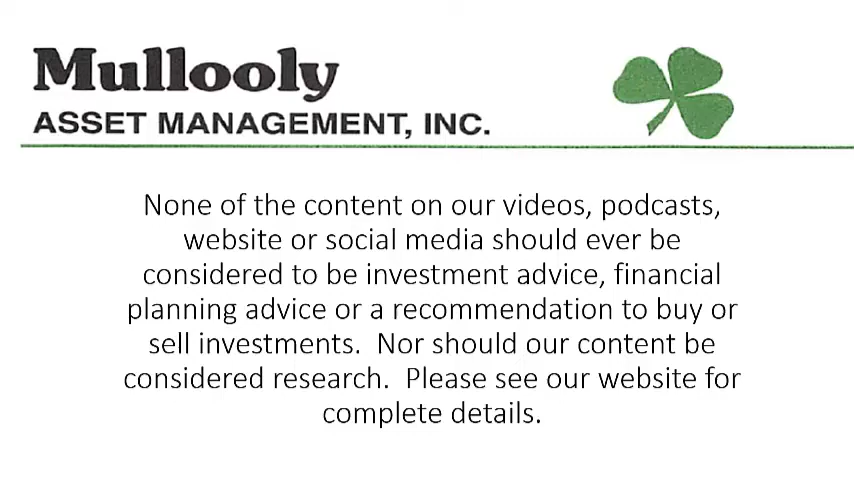 Mullooly
ASSET MANAGEMENT, INC.
None of the content on our videos, podcasts,
website or social media should ever be
considered to be investment advice, financial
planning advice or a recommendation to buy or
sell investments.  Nor should our content be
considered research.  Please see our website for
complete details.